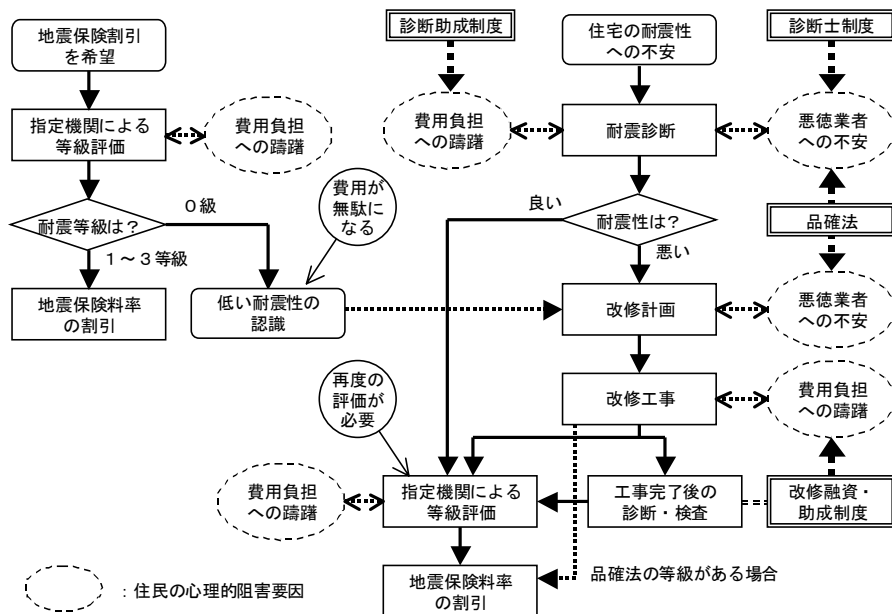 地震保険割引
を希望
指定機関による
等級評価
費用負担
への躊躇
耐震等級は？
０級
１～３等級
地震保険料率
の割引
費用が
無駄に
なる
低い耐震性の
認識
診断助成制度
費用負担
への躊躇
住宅の耐震性
への不安
耐震診断
診断士制度
悪徳業者
への不安
耐震性は？
良い
悪い
品確法
改修計画
悪徳業者
への不安
改修工事
費用負担
への躊躇
再度の
評価が
必要
費用負担
への躊躇
指定機関による
等級評価
工事完了後の
診断・検査
改修融資・
助成制度
地震保険料率
の割引
品確法の等級がある場合
：住民の心理的阻害要因